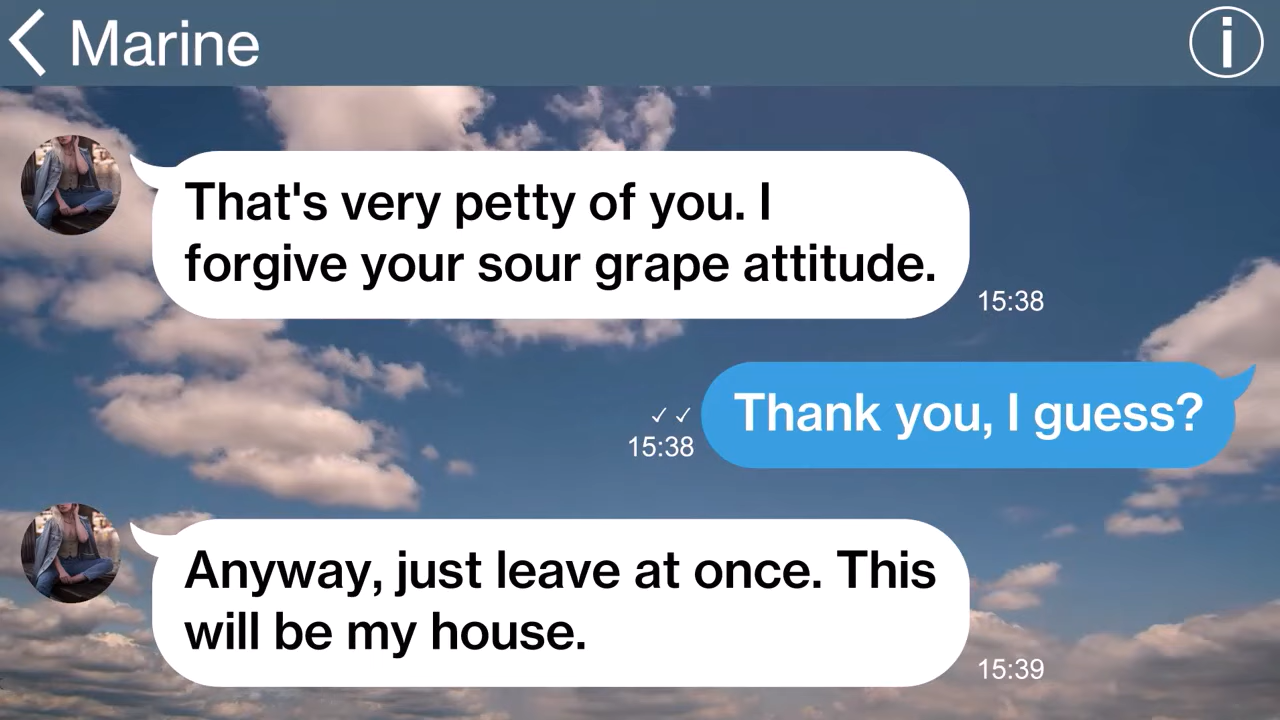 Marine
That's very petty of you. I
forgive your sour grape attitude.
15:38
Thank you, I guess?
✓✓
15:38
Anyway, just leave at once. This
will be my house.
15:39